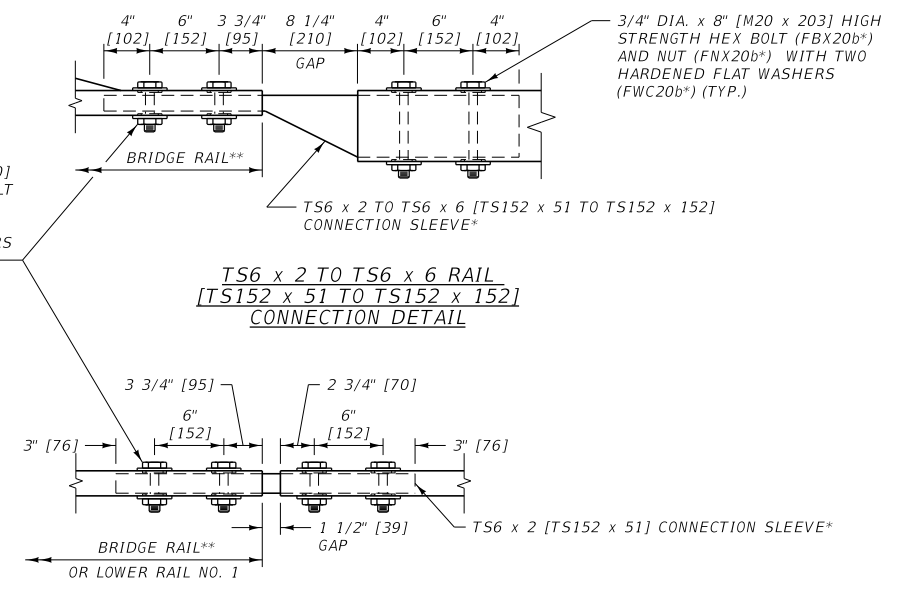 4" 6" 3 3/4" 8 1/4" 4" 6" 4"
[102] [152] [95] [210] [102] [152] [102]
GAP
3/4" DIA. x 8" [M20 x 203] HIGH
STRENGTH HEX BOLT (FBX20b*)
AND NUT (FNX20b*) WITH TWO
HARDENED FLAT WASHERS
(FWC20b*) (TYP.)
BRIDGE RAIL**
TS6 x 2 TO TS6 x 6 [TS152 x 51 TO TS152 x 152]
CONNECTION SLEEVE*
TS6 x 2 TO TS6 x 6 RAIL
[TS152 x 51 TO TS152 x 152]
CONNECTION DETAIL
3 3/4" [95]
2 3/4" [70]
6"
[152]
6"
[152]
3" [76]
3" [76]
1 1/2" [39]
GAP
TS6 x 2 [TS152 x 51] CONNECTION SLEEVE*
BRIDGE RAIL**
OR LOWER RAIL NO. 1